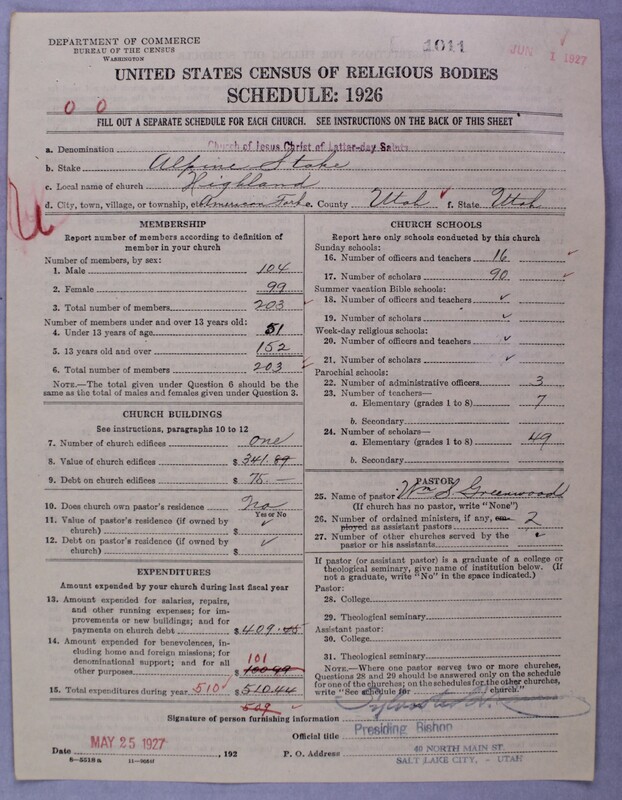 DEPARTMENT OF COMMERCE
BUREAU OF THE CENSUS
WASHINGTON
1011
JUN 1 1927
UNITED STATES CENSUS OF RELIGIOUS BODIES
SCHEDULE: 1926
0 0
FILL OUT A SEPARATE SCHEDULE FOR EACH CHURCH. SEE INSTRUCTIONS ON THE BACK OF THIS SHEET
a. Denomination Church of Jesus Christ of Latter-day Saints
b. Stake Alpine Stake
c. Local name of church Highland
d. City, town, village, or township, etc. American Fork e. County Utah f. State Utah
MEMBERSHIP
Report number of members according to definition of
member in your church
Number of members, by sex:
1. Male 104
2. Female 99
3. Total number of members 203
Number of members under and over 13 years old:
4. Under 13 years of age 51
5. 13 years old and over 152
6. Total number of members 203
NOTE.—The total given under Question 6 should be
the same as the total of males and females given under Question 3.
CHURCH BUILDINGS
See instructions, paragraphs 10 to 12
7. Number of church edifices one
8. Value of church edifices $ 341.89
9. Debt on church edifices $ 75.—
10. Does church own pastor's residence? No
Yes or No
11. Value of pastor's residence (if owned by
church) $ ✓
12. Debt on pastor's residence (if owned by
church) $ ✓
EXPENDITURES
Amount expended by your church during last fiscal year
13. Amount expended for salaries, repairs,
and other running expenses; for im-
provements or new buildings; and for
payments on church debt $ 409.45
14. Amount expended for benevolences, in-
cluding home and foreign missions; for
denominational support; and for all
other purposes $ 100.99
101
15. Total expenditures during year 510 ✓ $ 510.44
509 ✓
CHURCH SCHOOLS
Report here only schools conducted by this church
Sunday schools:
16. Number of officers and teachers 16
17. Number of scholars 90
Summer vacation Bible schools:
18. Number of officers and teachers ✓
19. Number of scholars ✓
Week-day religious schools:
20. Number of officers and teachers ✓
21. Number of scholars ✓
Parochial schools:
22. Number of administrative officers 3
23. Number of teachers—
a. Elementary (grades 1 to 8) 7
b. Secondary
24. Number of scholars—
a. Elementary (grades 1 to 8) 49
b. Secondary
PASTOR
25. Name of pastor Wm S. Greenwood
(If church has no pastor, write "None")
26. Number of ordained ministers, if any, em-
ployed as assistant pastors 2
27. Number of other churches served by the
pastor or his assistants
If pastor (or assistant pastor) is a graduate of a college or
theological seminary, give name of institution below. (If
not a graduate, write "No" in the space indicated.)
Pastor:
28. College
29. Theological seminary
Assistant pastor:
30. College
31. Theological seminary
NOTE.—Where one pastor serves two or more churches,
Questions 28 and 29 should be answered only on the schedule
for one of the churches; on the schedules for the other churches,
write "See schedule for church."
Signature of person furnishing information
Official title Presiding Bishop
Date MAY 25 1927, 192 P. O. Address 40 NORTH MAIN ST.
SALT LAKE CITY, - UTAH
8—5518 a